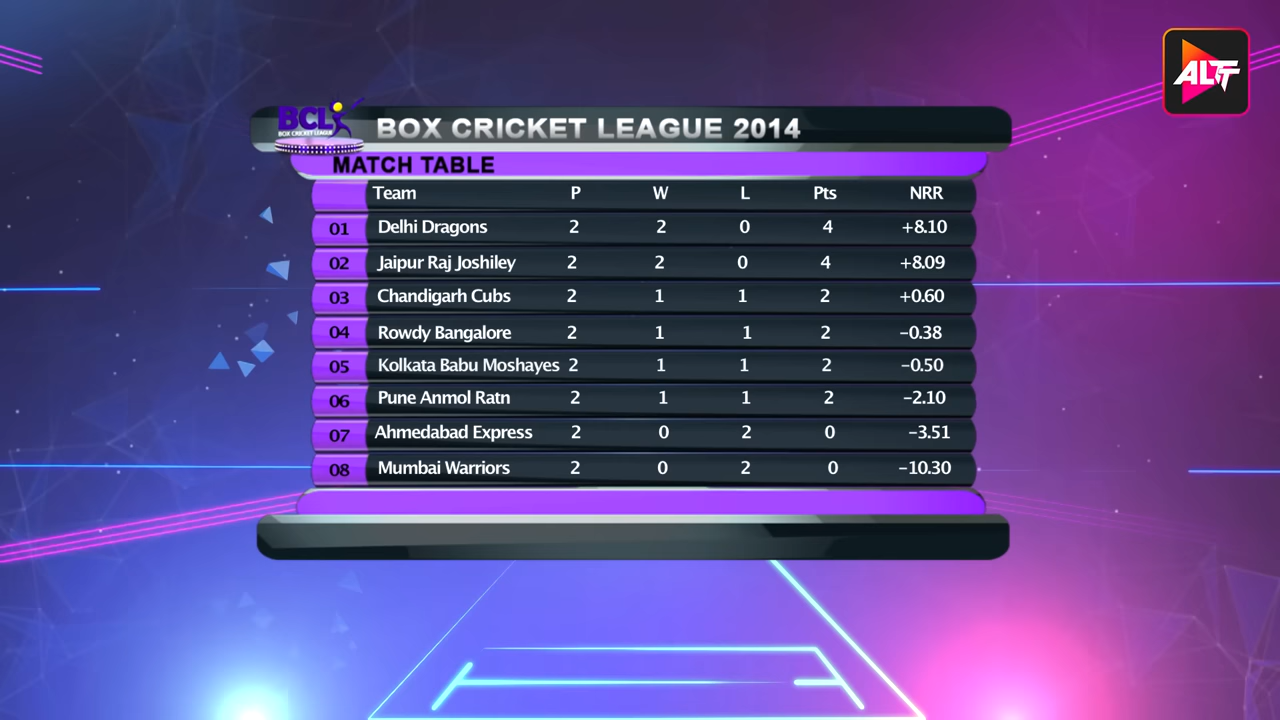 ALTT
BCL
BOX CRICKET LEAGUE
BOX CRICKET LEAGUE 2014
MATCH TABLE
Team P W L Pts NRR
01 Delhi Dragons 2 2 0 4 +8.10
02 Jaipur Raj Joshiley 2 2 0 4 +8.09
03 Chandigarh Cubs 2 1 1 2 +0.60
04 Rowdy Bangalore 2 1 1 2 -0.38
05 Kolkata Babu Moshayes 2 1 1 2 -0.50
06 Pune Anmol Ratn 2 1 1 2 -2.10
07 Ahmedabad Express 2 0 2 0 -3.51
08 Mumbai Warriors 2 0 2 0 -10.30